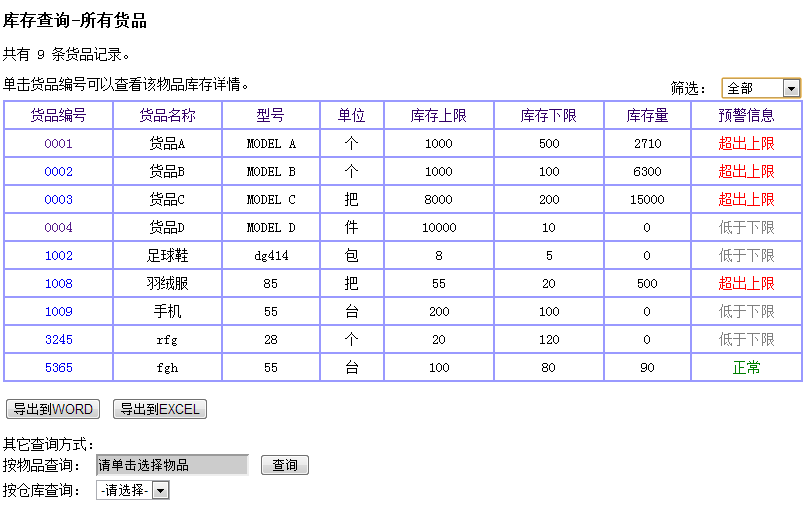 库存查询-所有货品
共有 9 条货品记录。
单击货品编号可以查看该物品库存详情。 筛选： 全部
货品编号 货品名称 型号 单位 库存上限 库存下限 库存量 预警信息
0001 货品A MODEL A 个 1000 500 2710 超出上限
0002 货品B MODEL B 个 1000 100 6300 超出上限
0003 货品C MODEL C 把 8000 200 15000 超出上限
0004 货品D MODEL D 件 10000 10 0 低于下限
1002 足球鞋 dg414 包 8 5 0 低于下限
1008 羽绒服 85 把 55 20 500 超出上限
1009 手机 55 台 200 100 0 低于下限
3245 rfg 28 个 20 120 0 低于下限
5365 fgh 55 台 100 80 90 正常
导出到WORD 导出到EXCEL
其它查询方式：
按物品查询： 请单击选择物品 查询
按仓库查询： -请选择-